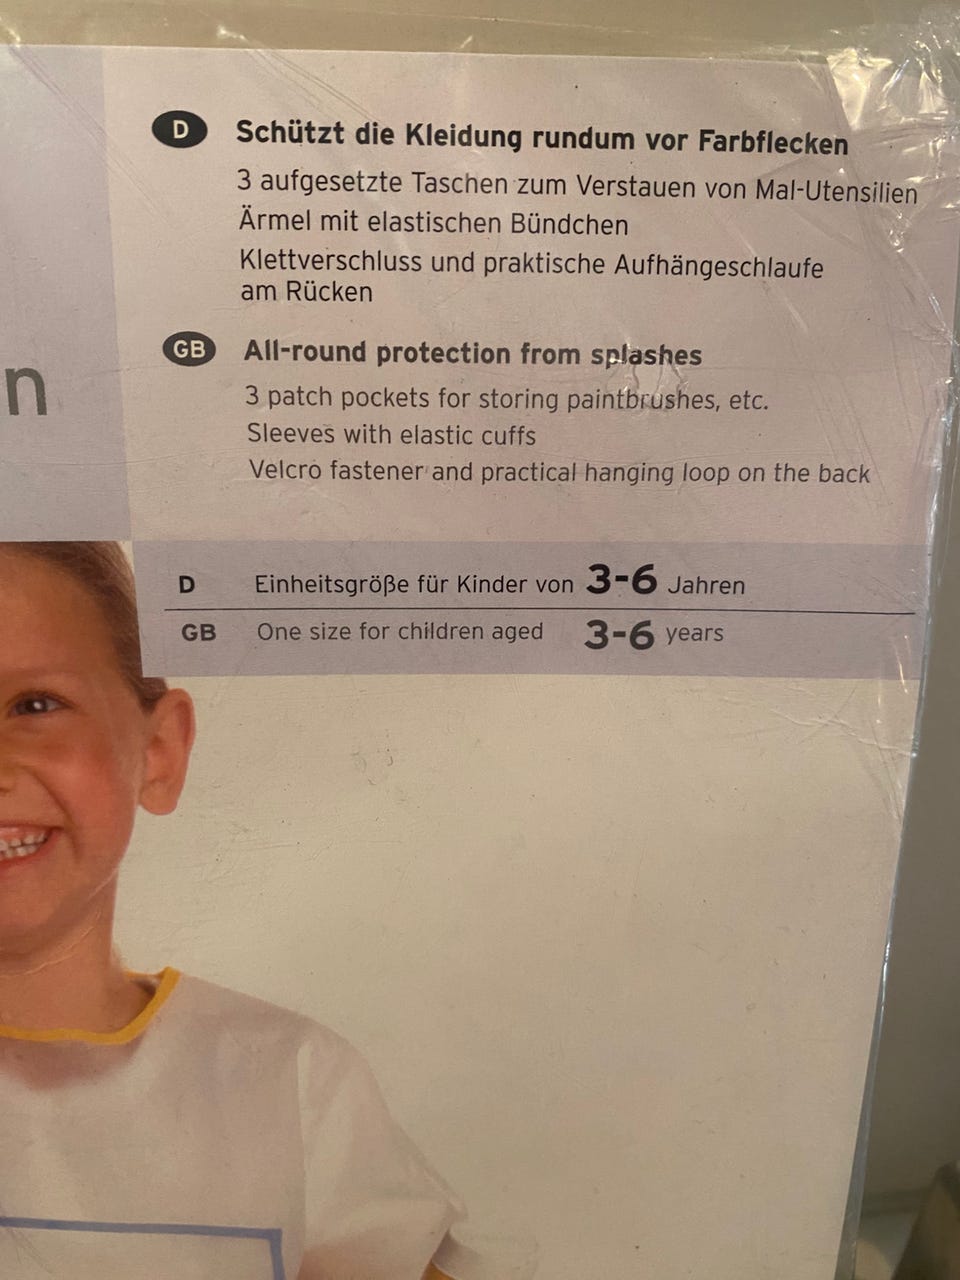 D Schützt die Kleidung rundum vor Farbflecken
3 aufgesetzte Taschen zum Verstauen von Mal-Utensilien
Ärmel mit elastischen Bündchen
Klettverschluss und praktische Aufhängeschlaufe
am Rücken
GB All-round protection from splashes
n
3 patch pockets for storing paintbrushes, etc.
Sleeves with elastic cuffs
Velcro fastener and practical hanging loop on the back
D Einheitsgröße für Kinder von 3-6 Jahren
GB One size for children aged 3-6 years